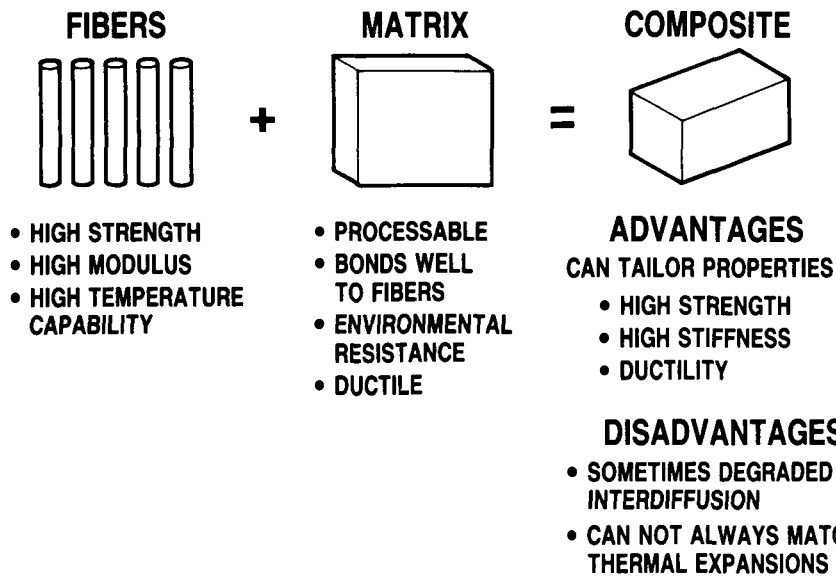 FIBERS
+
MATRIX
=
COMPOSITE
• HIGH STRENGTH
• HIGH MODULUS
• HIGH TEMPERATURE
CAPABILITY
• PROCESSABLE
• BONDS WELL
TO FIBERS
• ENVIRONMENTAL
RESISTANCE
• DUCTILE
ADVANTAGES
CAN TAILOR PROPERTIES
• HIGH STRENGTH
• HIGH STIFFNESS
• DUCTILITY
DISADVANTAGES
• SOMETIMES DEGRADED
INTERDIFFUSION
• CAN NOT ALWAYS
THERMAL EXPANSIONS